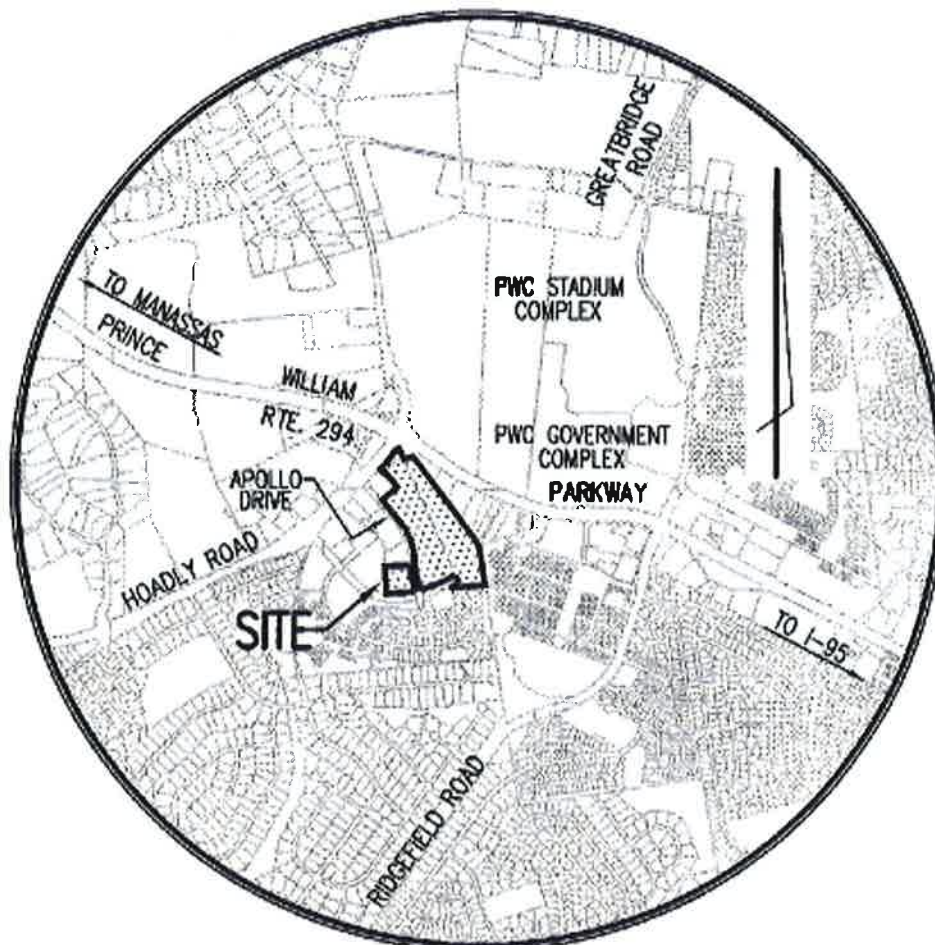 GREATBRIDGE
ROAD
PWC STADIUM
COMPLEX
TO MANASSAS
PRINCE
WILLIAM
RTE. 294
PWC GOVERNMENT
COMPLEX
PARKWAY
APOLLO
DRIVE
HOADLY ROAD
SITE
TO I-95
RIDGEFIELD ROAD